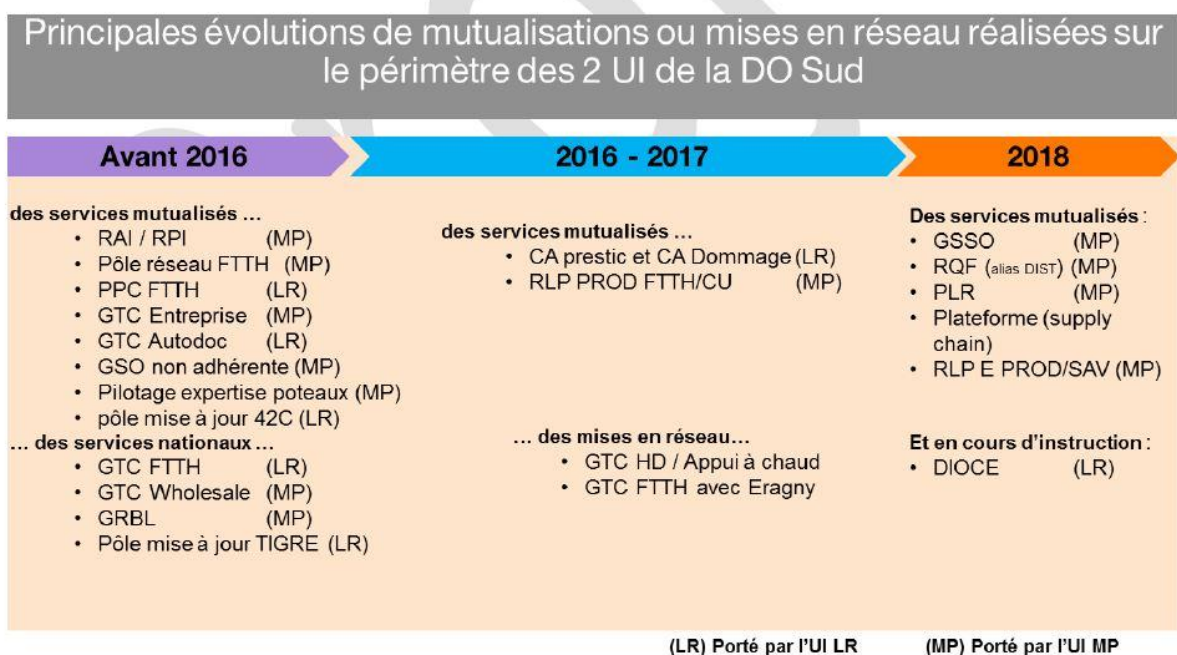 Principales évolutions de mutualisations ou mises en réseau réalisées sur
le périmètre des 2 UI de la DO Sud
Avant 2016
des services mutualisés ...
• RAI / RPI (MP)
• Pôle réseau FTTH (MP)
• PPC FTTH (LR)
• GTC Entreprise (MP)
• GTC Autodoc (LR)
• GSO non adhérente (MP)
• Pilotage expertise poteaux (MP)
• pôle mise à jour 42C (LR)
... des services nationaux ...
• GTC FTTH (LR)
• GTC Wholesale (MP)
• GRBL (MP)
• Pôle mise à jour TIGRE (LR)
2016 - 2017
des services mutualisés ...
• CA prestic et CA Dommage (LR)
• RLP PROD FTTH/CU (MP)
... des mises en réseau...
• GTC HD / Appui à chaud
• GTC FTTH avec Eragny
2018
Des services mutualisés :
• GSSO (MP)
• RQF (alias DIST) (MP)
• PLR (MP)
• Plateforme (supply
chain)
• RLP E PROD/SAV (MP)
Et en cours d'instruction :
• DIOCE (LR)
(LR) Porté par l'UI LR (MP) Porté par l'UI MP